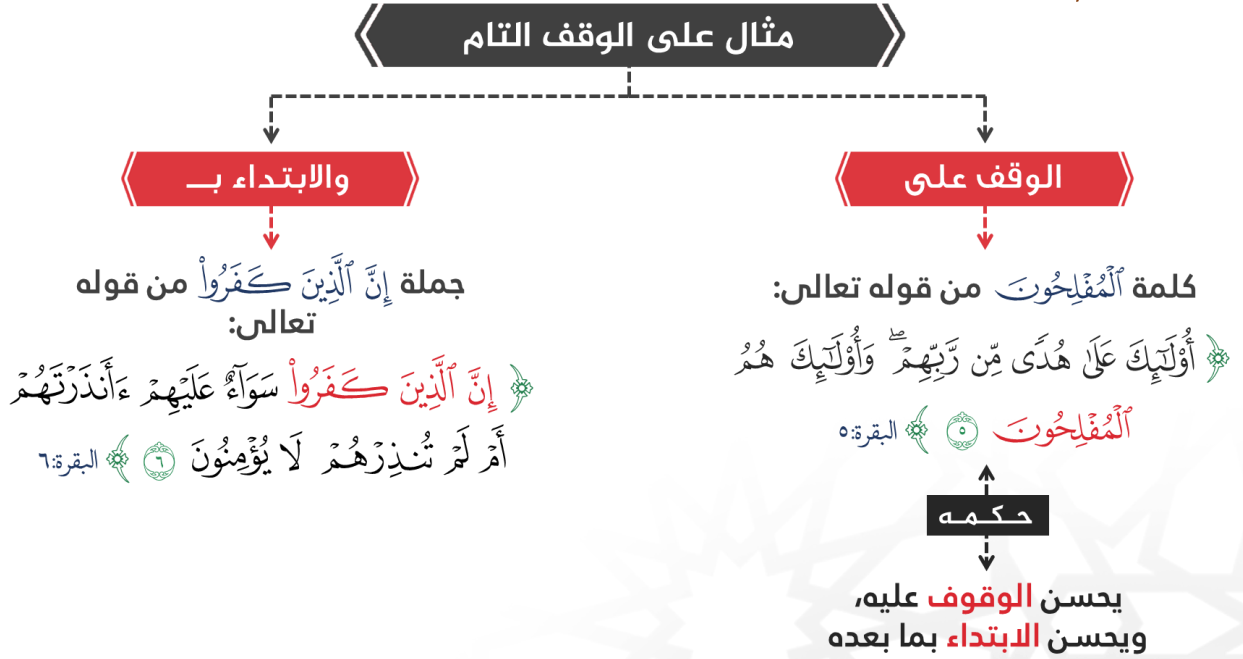 مثال على الوقف التام
الوقف على
والابتداء بـــ
كلمة ٱلۡمُفۡلِحُونَ من قوله تعالى:
﴿ أُوْلَٰٓئِكَ عَلَىٰ هُدٗى مِّن رَّبِّهِمۡۖ وَأُوْلَٰٓئِكَ هُمُ
ٱلۡمُفۡلِحُونَ ٥ ﴾ البقرة:٥
حـكـمـه
يحسن الوقوف عليه،
ويحسن الابتداء بما بعده
جملة إِنَّ ٱلَّذِينَ كَفَرُواْ من قوله
تعالى:
﴿ إِنَّ ٱلَّذِينَ كَفَرُواْ سَوَآءٌ عَلَيۡهِمۡ ءَأَنذَرۡتَهُمۡ
أَمۡ لَمۡ تُنذِرۡهُمۡ لَا يُؤۡمِنُونَ ٦ ﴾ البقرة:٦